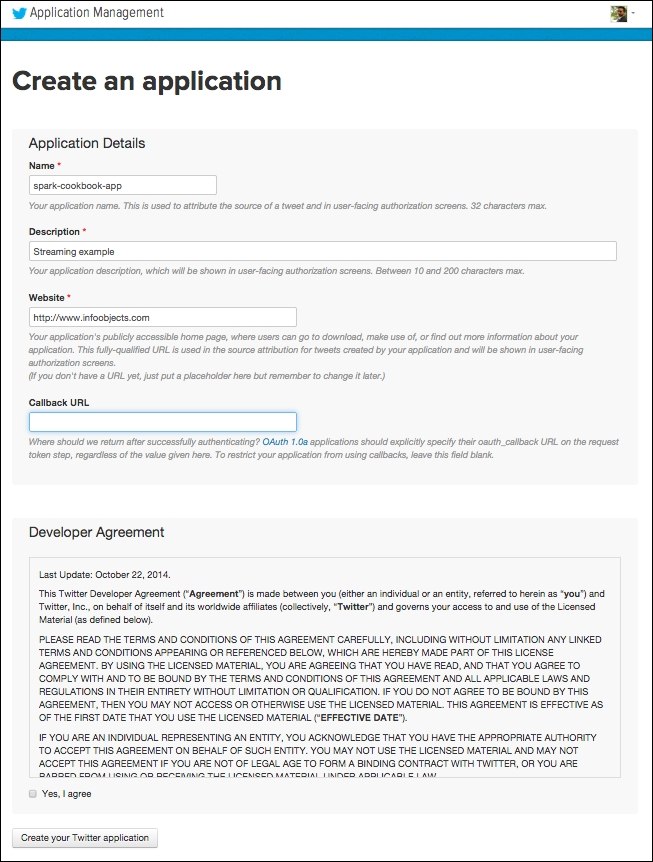 Application Management
Create an application
Application Details
Name *
spark-cookbook-app
Your application name. This is used to attribute the source of a tweet and in user-facing authorization screens. 32 characters max.
Description *
Streaming example
Your application description, which will be shown in user-facing authorization screens. Between 10 and 200 characters max.
Website *
http://www.infoobjects.com
Your application's publicly accessible home page, where users can go to download, make use of, or find out more information about your
application. This fully-qualified URL is used in the source attribution for tweets created by your application and will be shown in user-facing
authorization screens.
(If you don't have a URL yet, just put a placeholder here but remember to change it later.)
Callback URL
Where should we return after successfully authenticating? OAuth 1.0a applications should explicitly specify their oauth_callback URL on the request
token step, regardless of the value given here. To restrict your application from using callbacks, leave this field blank.
Developer Agreement
Last Update: October 22, 2014.
This Twitter Developer Agreement (“Agreement”) is made between you (either an individual or an entity, referred to herein as “you”) and
Twitter, Inc., on behalf of itself and its worldwide affiliates (collectively, “Twitter”) and governs your access to and use of the Licensed
Material (as defined below).
PLEASE READ THE TERMS AND CONDITIONS OF THIS AGREEMENT CAREFULLY, INCLUDING WITHOUT LIMITATION ANY LINKED
TERMS AND CONDITIONS APPEARING OR REFERENCED BELOW, WHICH ARE HEREBY MADE PART OF THIS LICENSE
AGREEMENT. BY USING THE LICENSED MATERIAL, YOU ARE AGREEING THAT YOU HAVE READ, AND THAT YOU AGREE TO
COMPLY WITH AND TO BE BOUND BY THE TERMS AND CONDITIONS OF THIS AGREEMENT AND ALL APPLICABLE LAWS AND
REGULATIONS IN THEIR ENTIRETY WITHOUT LIMITATION OR QUALIFICATION. IF YOU DO NOT AGREE TO BE BOUND BY THIS
AGREEMENT, THEN YOU MAY NOT ACCESS OR OTHERWISE USE THE LICENSED MATERIAL. THIS AGREEMENT IS EFFECTIVE AS
OF THE FIRST DATE THAT YOU USE THE LICENSED MATERIAL (“EFFECTIVE DATE”).
IF YOU ARE AN INDIVIDUAL REPRESENTING AN ENTITY, YOU ACKNOWLEDGE THAT YOU HAVE THE APPROPRIATE AUTHORITY
TO ACCEPT THIS AGREEMENT ON BEHALF OF SUCH ENTITY. YOU MAY NOT USE THE LICENSED MATERIAL AND MAY NOT
ACCEPT THIS AGREEMENT IF YOU ARE NOT OF LEGAL AGE TO FORM A BINDING CONTRACT WITH TWITTER, OR YOU ARE
BARRED FROM USING OR RECEIVING THE LICENSED MATERIAL UNDER APPLICABLE LAW
Yes, I agree
Create your Twitter application